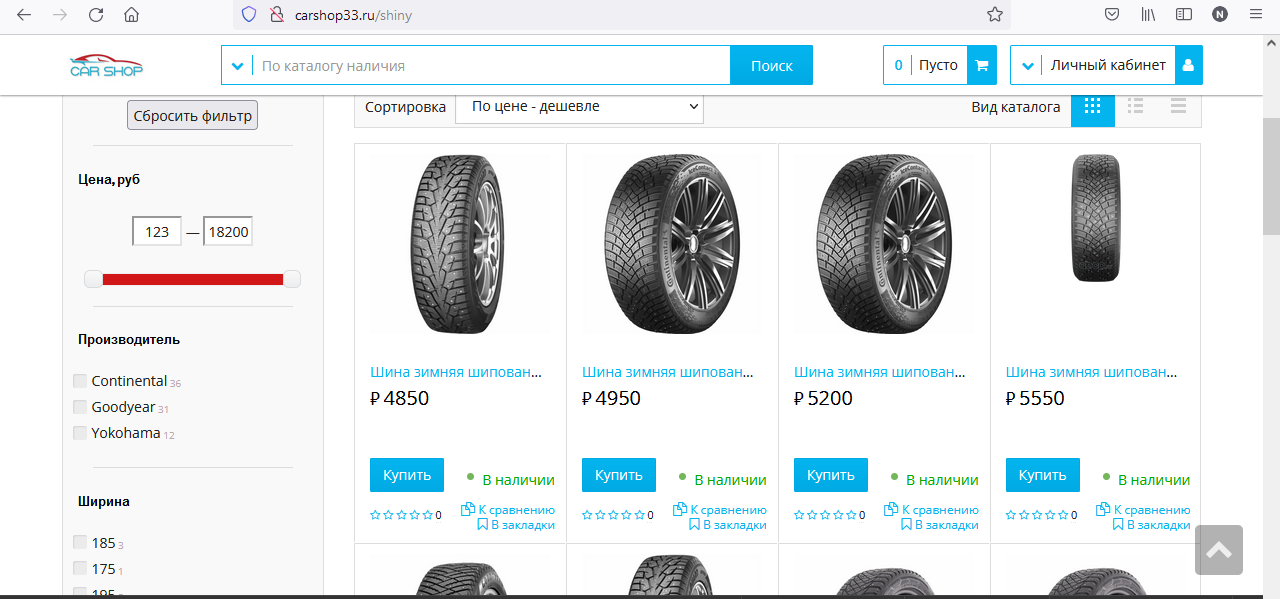 carshop33.ru/shiny
N
CAR SHOP
По каталогу наличия
Поиск
0 Пусто
Личный кабинет
Сбросить фильтр
Сортировка По цене - дешевле
Вид каталога
Цена, руб
123 — 18200
Производитель
Continental 36
Goodyear 31
Yokohama 12
Ширина
185 3
175 1
195
Шина зимняя шипован...
₽ 4850
Купить
В наличии
0
К сравнению
В закладки
Continental
Шина зимняя шипован...
₽ 4950
Купить
В наличии
0
К сравнению
В закладки
Continental
Шина зимняя шипован...
₽ 5200
Купить
В наличии
0
К сравнению
В закладки
Шина зимняя шипован...
₽ 5550
Купить
В наличии
0
К сравнению
В закладки